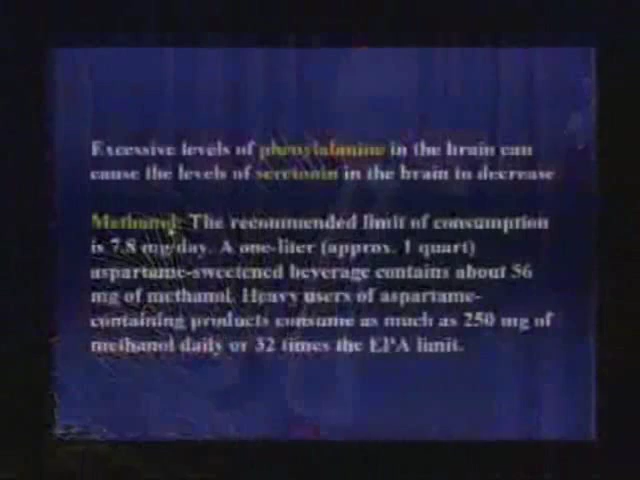 Excessive levels of phenylalanine in the brain can
cause the levels of seretonin in the brain to decrease
Methanol: The recommended limit of consumption
is 7.8 mg/day. A one-liter (approx. 1 quart)
aspartame-sweetened beverage contains about 56
mg of methanol. Heavy users of aspartame-
containing products consume as much as 250 mg of
methanol daily or 32 times the EPA limit.